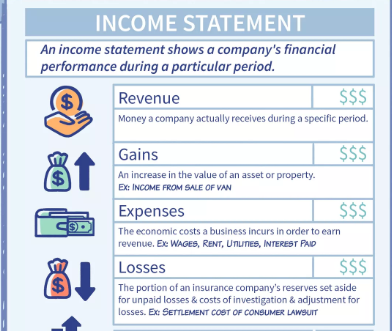 INCOME STATEMENT
An income statement shows a company's financial
performance during a particular period.
$
Revenue $$$
Money a company actually receives during a specific period.
$
Gains $$$
An increase in the value of an asset or property.
Ex: Income from sale of van
$
Expenses $$$
The economic costs a business incurs in order to earn
revenue. Ex: Wages, Rent, Utilities, Interest Paid
$
Losses $$$
The portion of an insurance company's reserves set aside
for unpaid losses & costs of investigation & adjustment for
losses. Ex: Settlement cost of consumer lawsuit